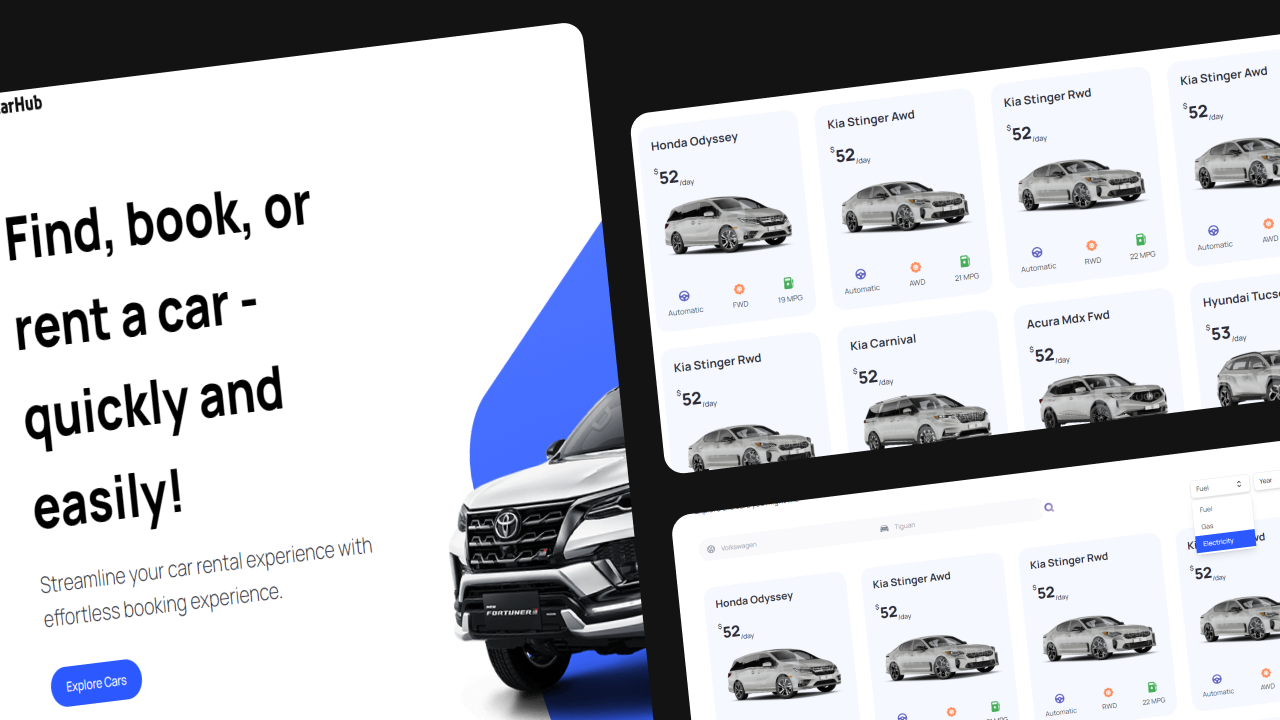 CarHub
Find, book, or
rent a car -
quickly and
easily!
Streamline your car rental experience with
effortless booking experience.
Explore Cars
NEW
FORTUNER
Honda Odyssey
$52/day
Automatic
FWD
19 MPG
Kia Stinger Awd
$52/day
Automatic
AWD
21 MPG
Kia Stinger Rwd
$52/day
Automatic
RWD
22 MPG
Kia Stinger Awd
$52/day
Automatic
AWD
Kia Stinger Rwd
$52/day
Kia Carnival
$52/day
Acura Mdx Fwd
$52/day
Hyundai Tucso
$53/day
Volkswagen
Tiguan
Fuel
Year
Fuel
Gas
Electricity
Honda Odyssey
$52/day
Kia Stinger Awd
$52/day
Kia Stinger Rwd
$52/day
Automatic
RWD
22 MPG
$52/day
Automatic
AWD